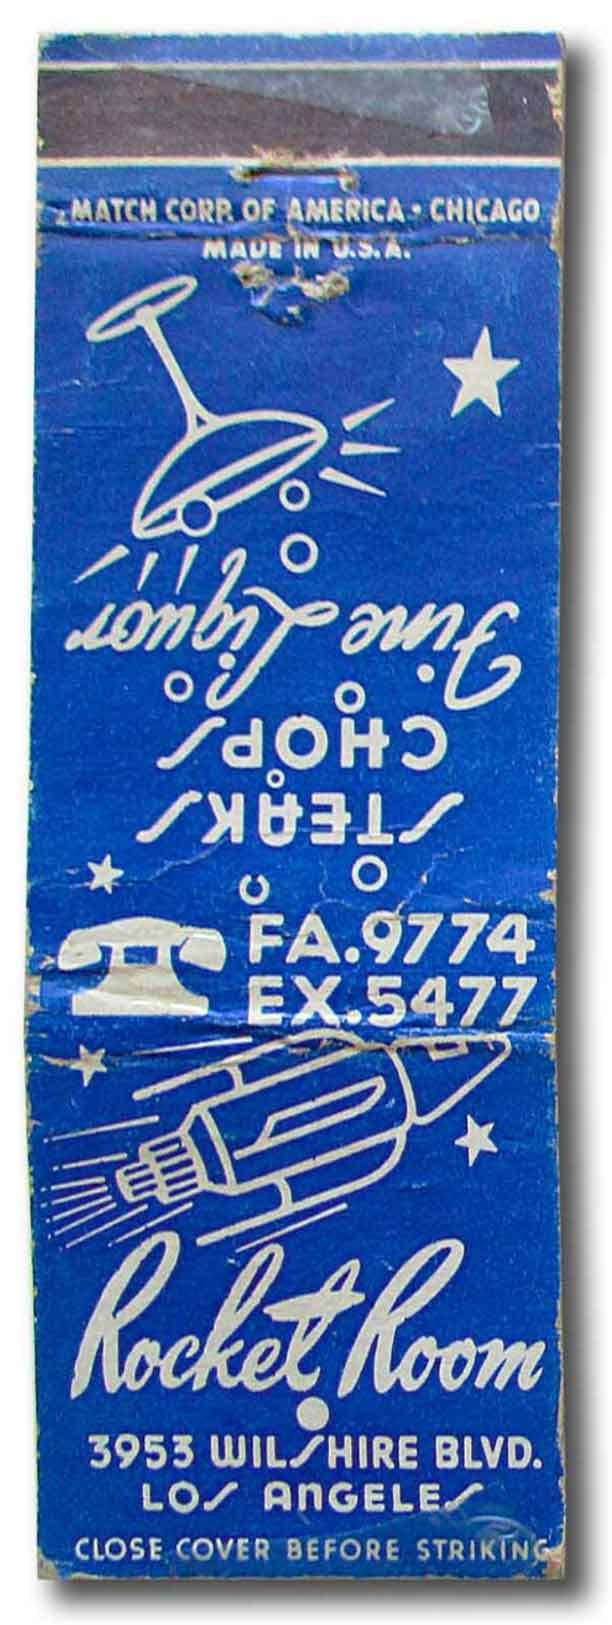 MATCH CORP. OF AMERICA • CHICAGO
MADE IN U.S.A.
Fine Liquor
CHOPS
STEAKS
FA.9774
EX.5477
Rocket Room
3953 WILSHIRE BLVD.
LOS ANGELES
CLOSE COVER BEFORE STRIKING